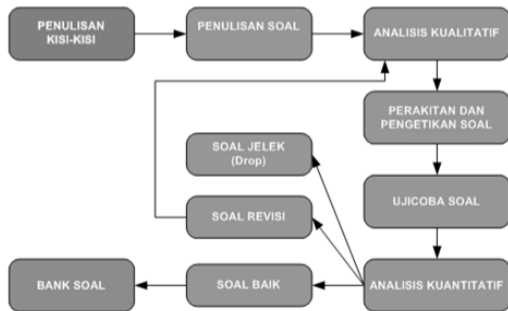 PENULISAN
KISI-KISI
PENULISAN SOAL
ANALISIS KUALITATIF
PERAKITAN DAN
PENGETIKAN SOAL
SOAL JELEK
(Drop)
SOAL REVISI
UJICOBA SOAL
BANK SOAL
SOAL BAIK
ANALISIS KUANTITATIF